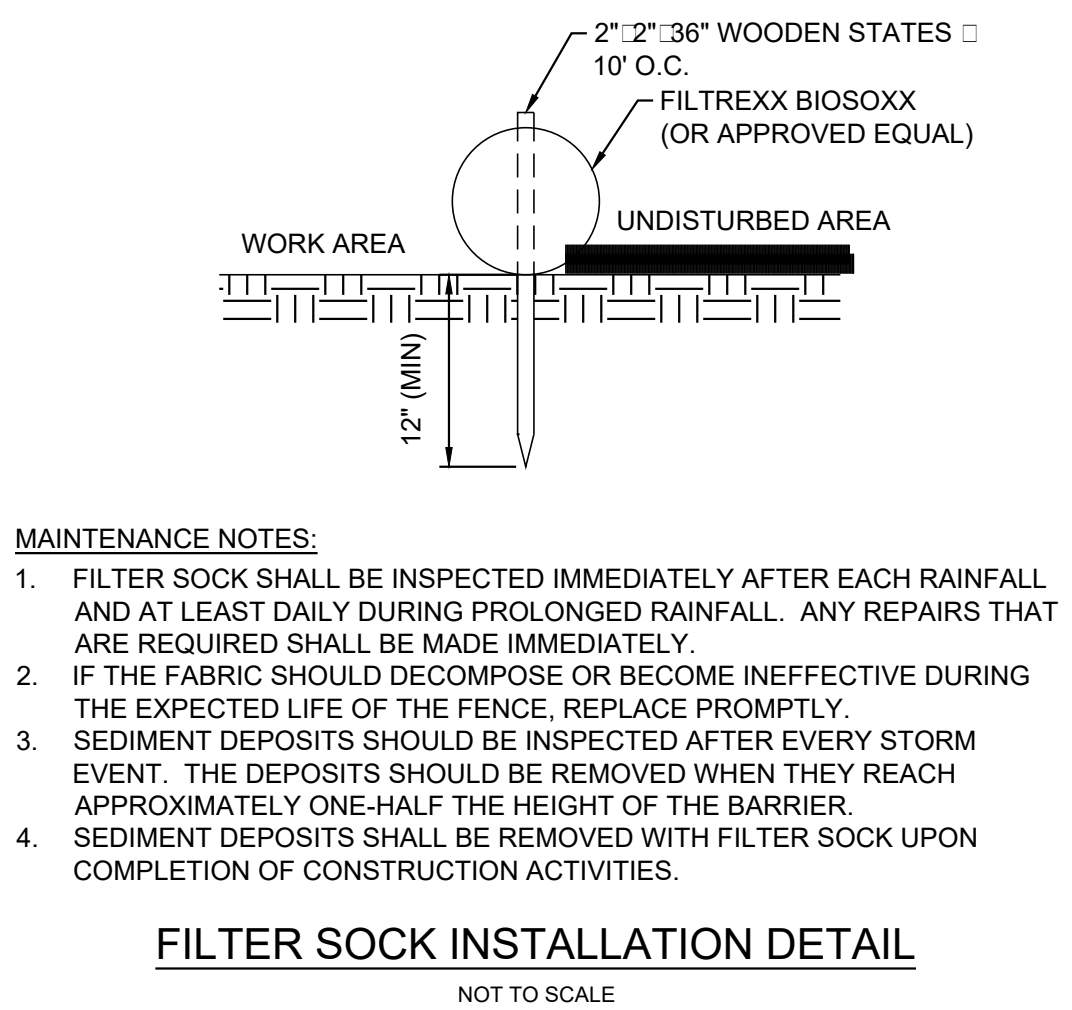 2"□2"□36" WOODEN STATES □
10' O.C.
FILTREXX BIOSOXX
(OR APPROVED EQUAL)
UNDISTURBED AREA
WORK AREA
12" (MIN)
MAINTENANCE NOTES:
1. FILTER SOCK SHALL BE INSPECTED IMMEDIATELY AFTER EACH RAINFALL
AND AT LEAST DAILY DURING PROLONGED RAINFALL. ANY REPAIRS THAT
ARE REQUIRED SHALL BE MADE IMMEDIATELY.
2. IF THE FABRIC SHOULD DECOMPOSE OR BECOME INEFFECTIVE DURING
THE EXPECTED LIFE OF THE FENCE, REPLACE PROMPTLY.
3. SEDIMENT DEPOSITS SHOULD BE INSPECTED AFTER EVERY STORM
EVENT. THE DEPOSITS SHOULD BE REMOVED WHEN THEY REACH
APPROXIMATELY ONE-HALF THE HEIGHT OF THE BARRIER.
4. SEDIMENT DEPOSITS SHALL BE REMOVED WITH FILTER SOCK UPON
COMPLETION OF CONSTRUCTION ACTIVITIES.
FILTER SOCK INSTALLATION DETAIL
NOT TO SCALE